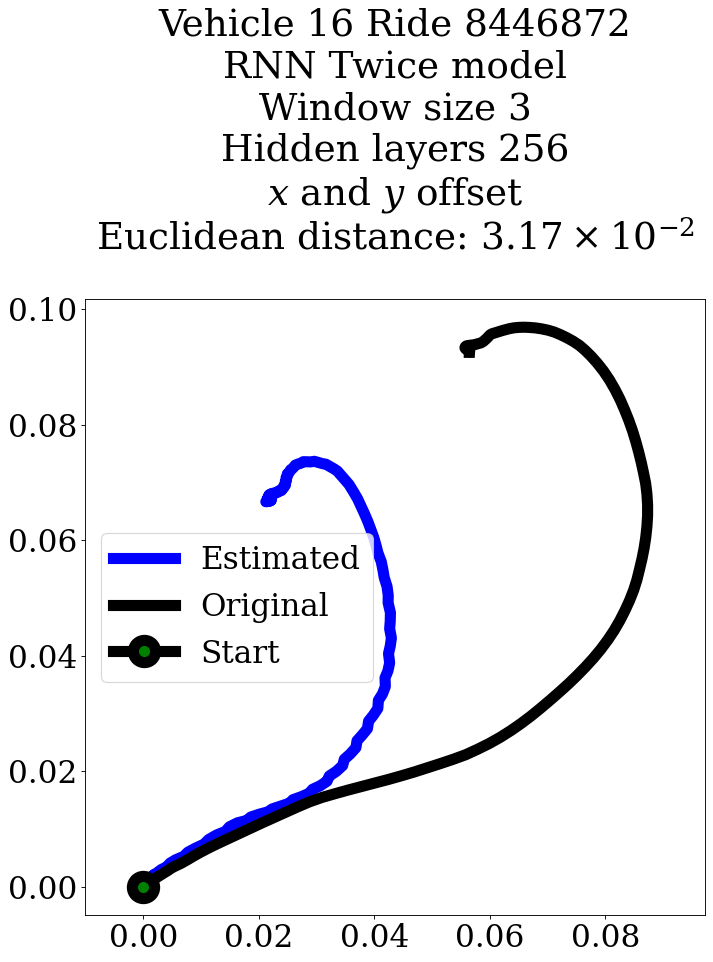 Vehicle 16 Ride 8446872
RNN Twice model
Window size 3
Hidden layers 256
x and y offset
Euclidean distance: 3.17 × 10⁻²
0.10
0.08
0.06
0.04
0.02
0.00
Estimated
Original
Start
0.00 0.02 0.04 0.06 0.08